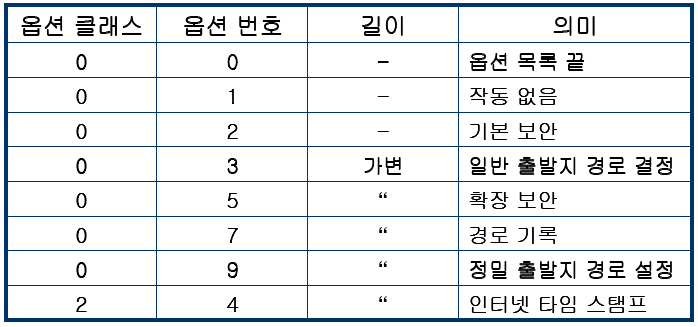 옵션 클래스 옵션 번호 길이 의미
0 0 - 옵션 목록 끝
0 1 - 작동 없음
0 2 - 기본 보안
0 3 가변 일반 출발지 경로 결정
0 5 “ 확장 보안
0 7 “ 경로 기록
0 9 “ 정밀 출발지 경로 설정
2 4 “ 인터넷 타임 스탬프